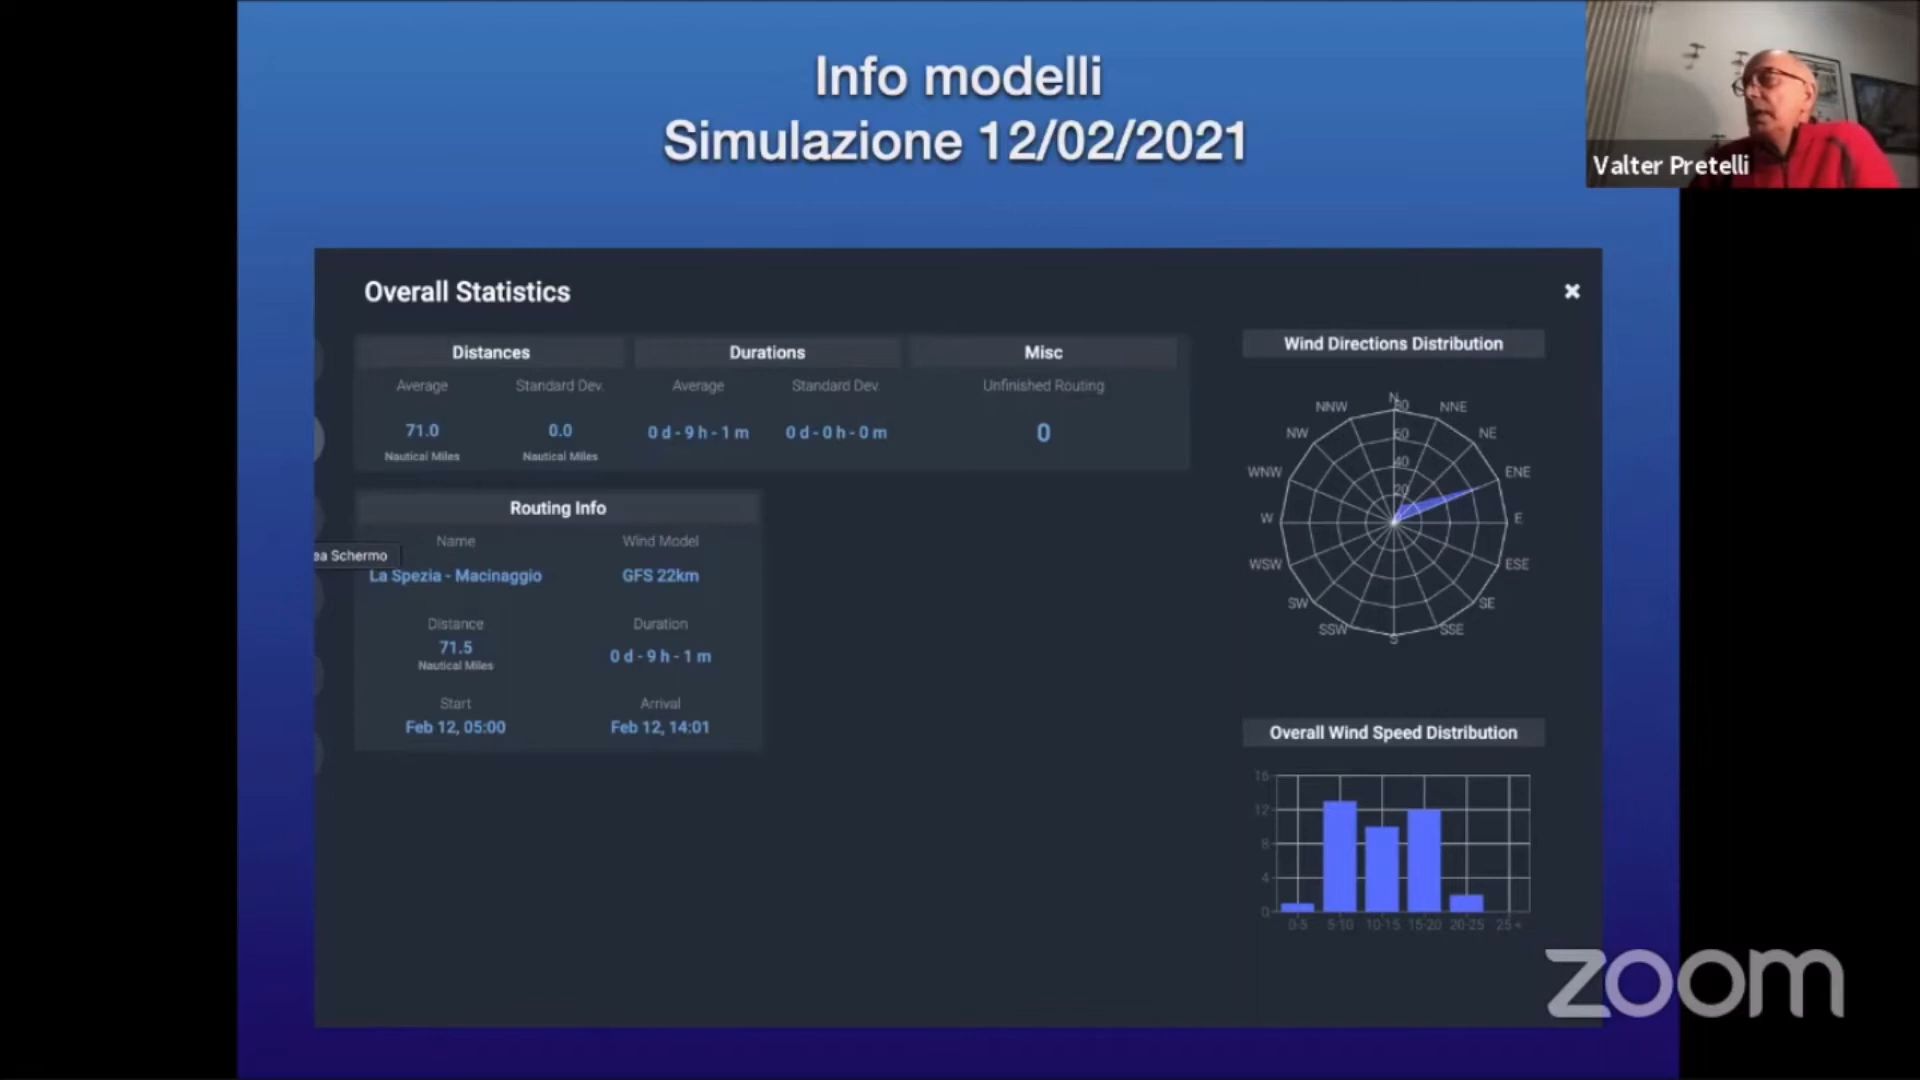 Info modelli
Simulazione 12/02/2021
Valter Pretelli
Overall Statistics
Distances
Durations
Misc
Average
Standard Dev.
Average
Standard Dev.
Unfinished Routing
71.0
0.0
0 d - 9 h - 1 m
0 d - 0 h - 0 m
0
Nautical Miles
Nautical Miles
Routing Info
Name
Wind Model
ea Schermo
La Spezia - Macinaggio
GFS 22km
Distance
Duration
71.5
Nautical Miles
0 d - 9 h - 1 m
Start
Arrival
Feb 12, 05:00
Feb 12, 14:01
Wind Directions Distribution
N
NNW
80
NNE
NW
60
NE
40
WNW
ENE
20
W
E
WSW
ESE
SW
SE
SSW
S
SSE
Overall Wind Speed Distribution
16
12
8
4
0
0-5
5-10
10-15
15-20
20-25
25 <
zoom